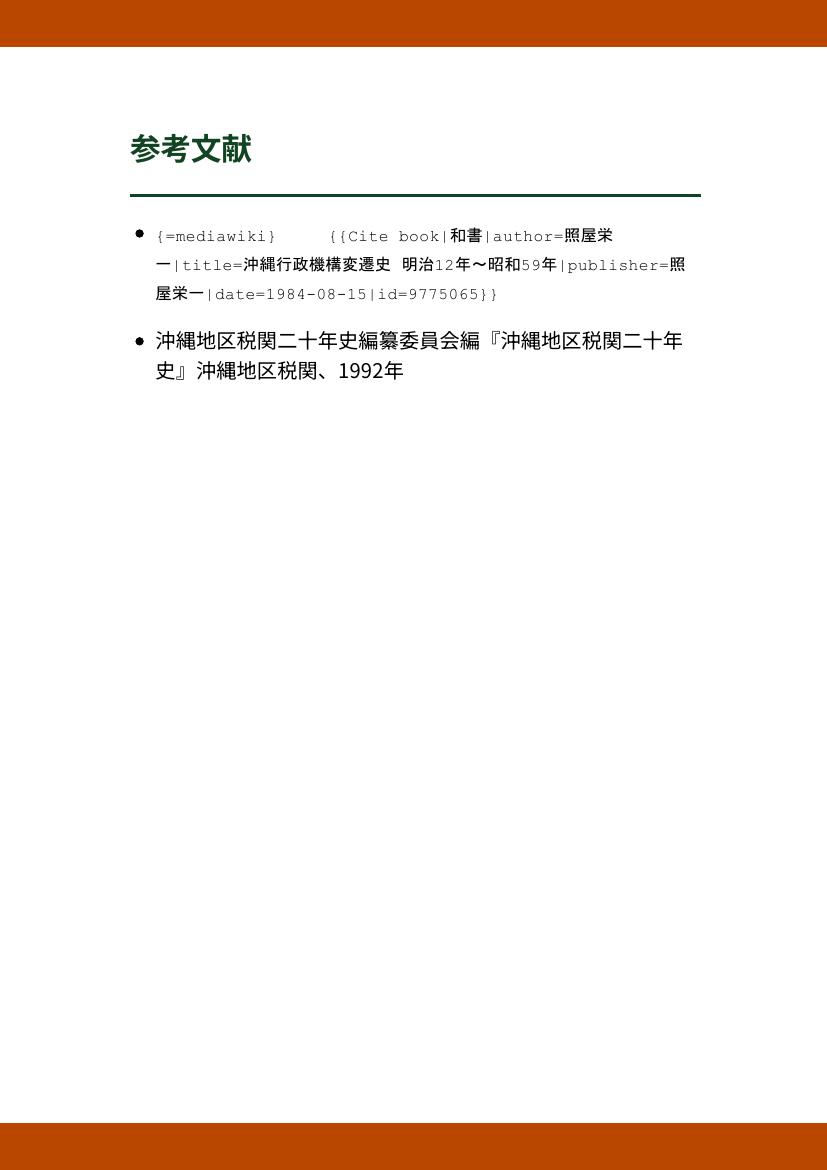 参考文献
{=mediawiki}     {{Cite book|和書|author=照屋栄
一|title=沖縄行政機構変遷史 明治12年〜昭和59年|publisher=照
屋栄一|date=1984-08-15|id=9775065}}
沖縄地区税関二十年史編纂委員会編『沖縄地区税関二十年
史』沖縄地区税関、1992年